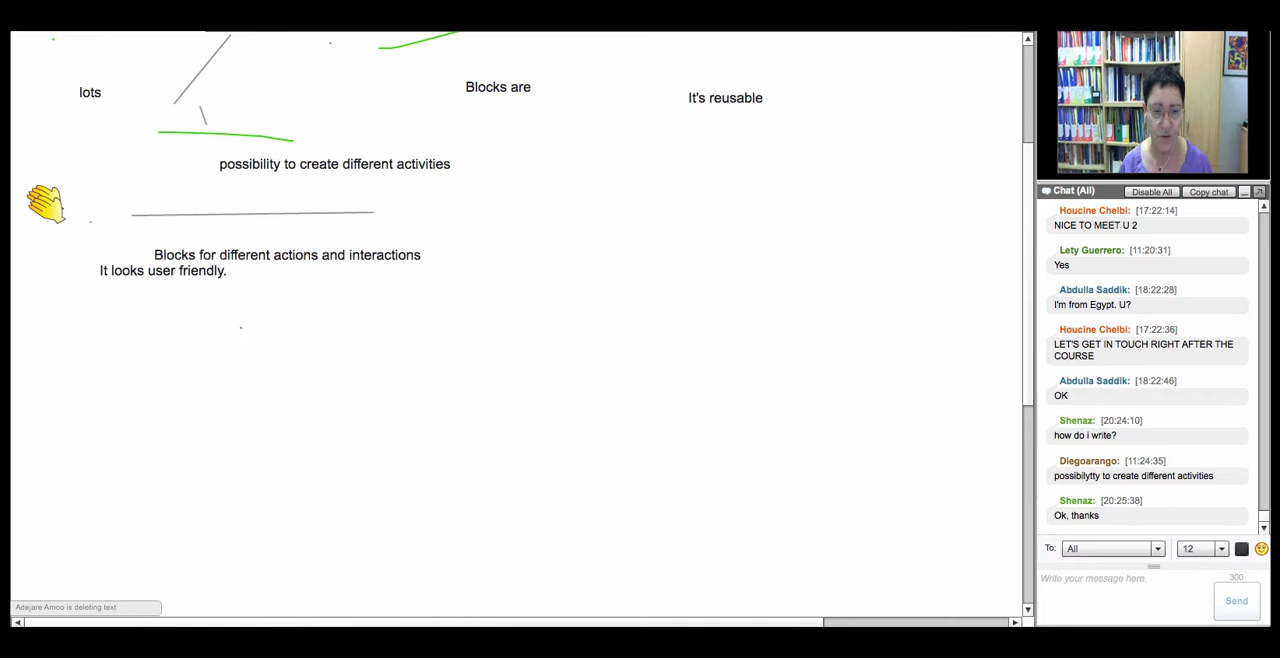 lots
Blocks are
It's reusable
possibility to create different activities
Blocks for different actions and interactions
It looks user friendly.
Adejare Amoo is deleting text
Chat (All)
Disable All
Copy chat
Houcine Chelbi: [17:22:14]
NICE TO MEET U 2
Lety Guerrero: [11:20:31]
Yes
Abdulla Saddik: [18:22:28]
I'm from Egypt. U?
Houcine Chelbi: [17:22:36]
LET'S GET IN TOUCH RIGHT AFTER THE
COURSE
Abdulla Saddik: [18:22:46]
OK
Shenaz: [20:24:10]
how do i write?
Diegoarango: [11:24:35]
possibilytty to create different activities
Shenaz: [20:25:38]
Ok, thanks
To: All 12
Write your message here.
300
Send